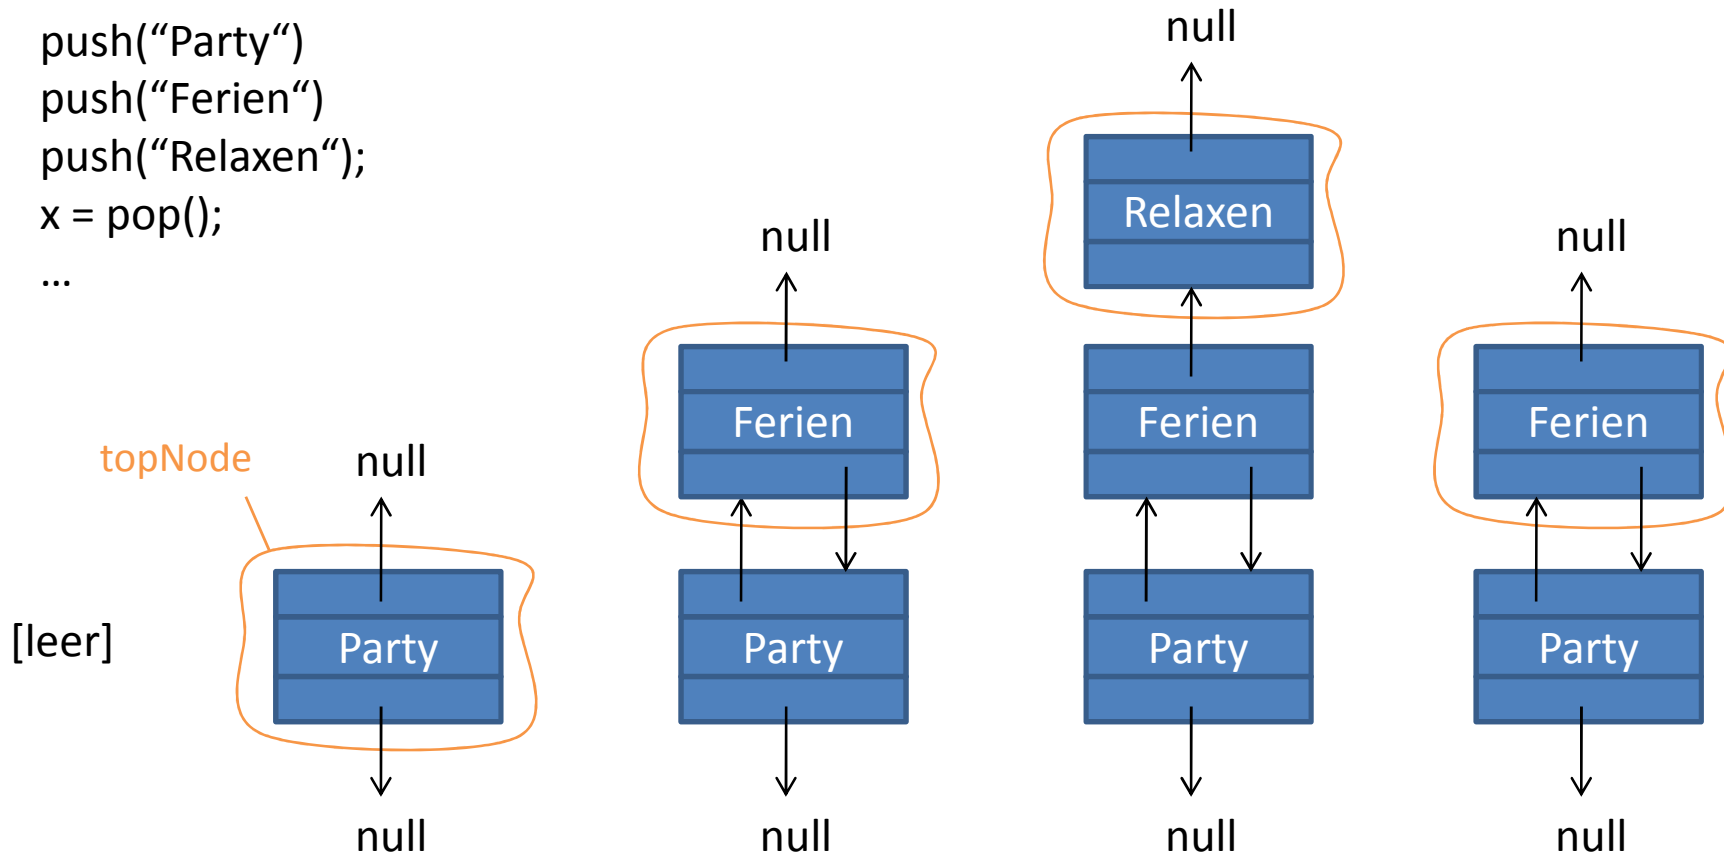 push(“Party“)
push(“Ferien“)
push(“Relaxen“);
x = pop();
...
topNode
[leer]
null
Party
null
null
Ferien
Party
null
null
Relaxen
Ferien
Party
null
null
Ferien
Party
null